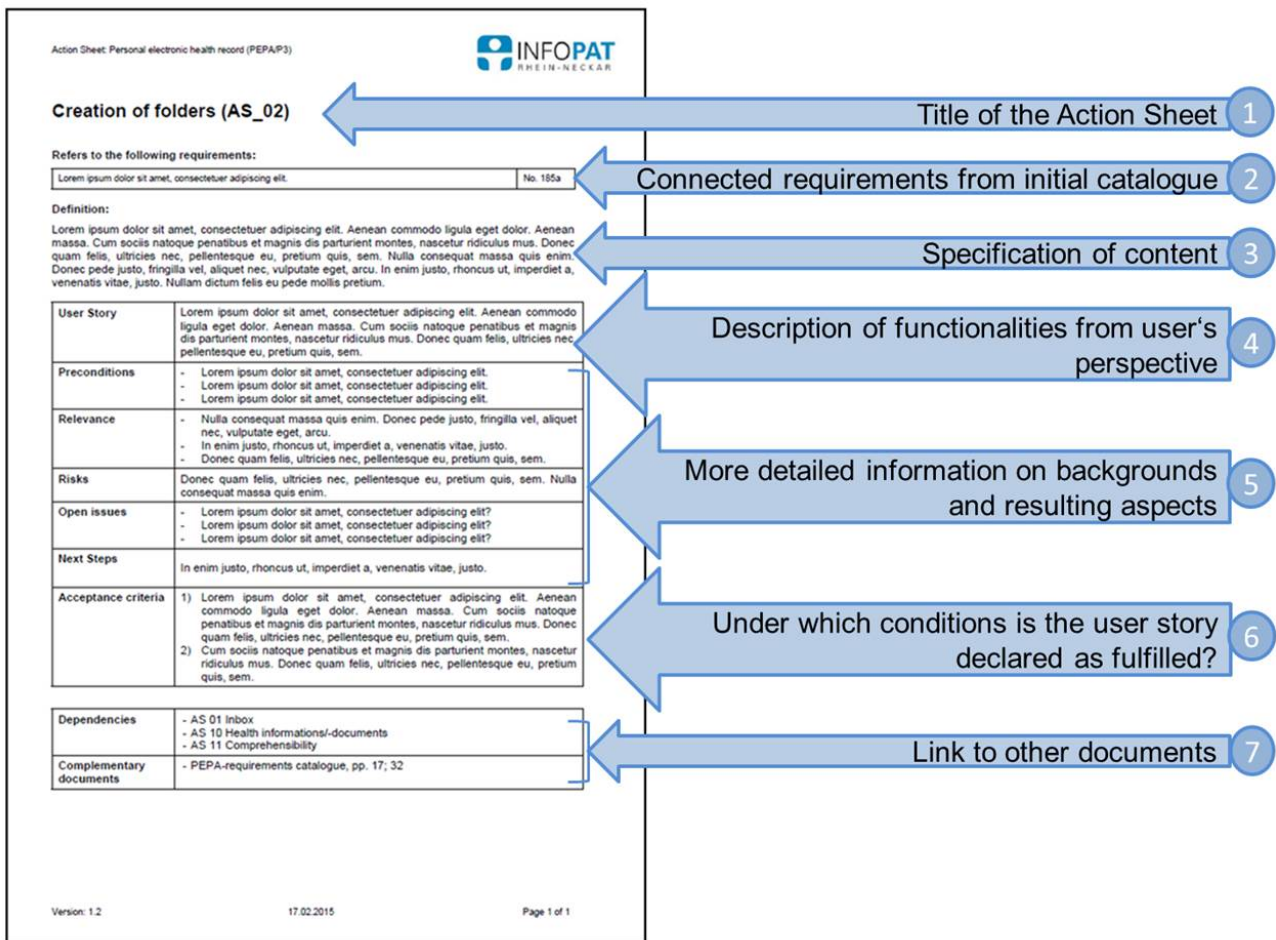 Action Sheet: Personal electronic health record (PEPA/P3)
INFOPAT
RHEIN-NECKAR
Creation of folders (AS_02)
Title of the Action Sheet 1
Refers to the following requirements:
Lorem ipsum dolor sit amet, consectetuer adipiscing elit. No. 185a
Connected requirements from initial catalogue 2
Definition:
Lorem ipsum dolor sit amet, consectetuer adipiscing elit. Aenean commodo ligula eget dolor. Aenean
massa. Cum sociis natoque penatibus et magnis dis parturient montes, nascetur ridiculus mus. Donec
quam felis, ultricies nec, pellentesque eu, pretium quis, sem. Nulla consequat massa quis enim.
Donec pede justo, fringilla vel, aliquet nec, vulputate eget, arcu. In enim justo, rhoncus ut, imperdiet a,
venenatis vitae, justo. Nullam dictum felis eu pede mollis pretium.
Specification of content 3
User Story
Lorem ipsum dolor sit amet, consectetuer adipiscing elit. Aenean commodo
ligula eget dolor. Aenean massa. Cum sociis natoque penatibus et magnis
dis parturient montes, nascetur ridiculus mus. Donec quam felis, ultricies nec,
pellentesque eu, pretium quis, sem.
Description of functionalities from user‘s
perspective
4
Preconditions
- Lorem ipsum dolor sit amet, consectetuer adipiscing elit.
- Lorem ipsum dolor sit amet, consectetuer adipiscing elit.
- Lorem ipsum dolor sit amet, consectetuer adipiscing elit.
Relevance
- Nulla consequat massa quis enim. Donec pede justo, fringilla vel, aliquet
nec, vulputate eget, arcu.
- In enim justo, rhoncus ut, imperdiet a, venenatis vitae, justo.
- Donec quam felis, ultricies nec, pellentesque eu, pretium quis, sem.
Risks
Donec quam felis, ultricies nec, pellentesque eu, pretium quis, sem. Nulla
consequat massa quis enim.
Open issues
- Lorem ipsum dolor sit amet, consectetuer adipiscing elit?
- Lorem ipsum dolor sit amet, consectetuer adipiscing elit?
- Lorem ipsum dolor sit amet, consectetuer adipiscing elit?
Next Steps
In enim justo, rhoncus ut, imperdiet a, venenatis vitae, justo.
More detailed information on backgrounds
and resulting aspects
5
Acceptance criteria
1) Lorem ipsum dolor sit amet, consectetuer adipiscing elit. Aenean
commodo ligula eget dolor. Aenean massa. Cum sociis natoque
penatibus et magnis dis parturient montes, nascetur ridiculus mus. Donec
quam felis, ultricies nec, pellentesque eu, pretium quis, sem.
2) Cum sociis natoque penatibus et magnis dis parturient montes, nascetur
ridiculus mus. Donec quam felis, ultricies nec, pellentesque eu, pretium
quis, sem.
Under which conditions is the user story
declared as fulfilled?
6
Dependencies
- AS 01 Inbox
- AS 10 Health informations/-documents
- AS 11 Comprehensibility
Complementary
documents
- PEPA-requirements catalogue, pp. 17; 32
Link to other documents 7
Version: 1.2 17.02.2015 Page 1 of 1